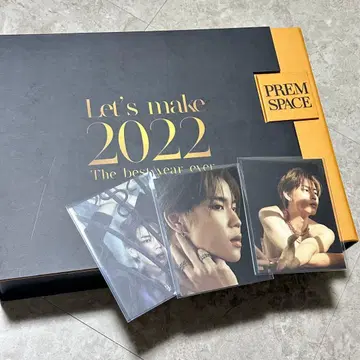 Let's make
2022
The best year ever
PREM
SPACE